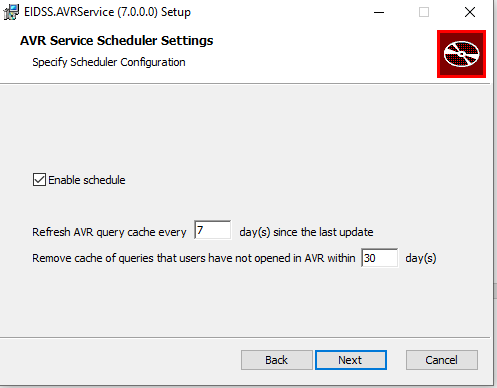 EIDSS.AVRService (7.0.0.0) Setup
AVR Service Scheduler Settings
Specify Scheduler Configuration
Enable schedule
Refresh AVR query cache every 7 day(s) since the last update
Remove cache of queries that users have not opened in AVR within 30 day(s)
Back Next Cancel